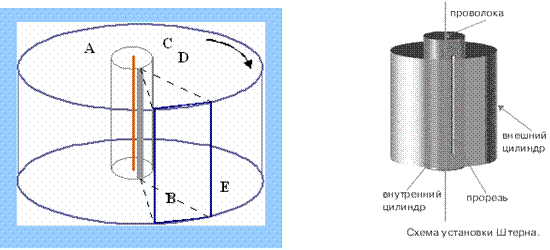 A
C
D
B
E
проволока
внешний
цилиндр
внутренний
цилиндр
прорезь
Схема установки Штерна.